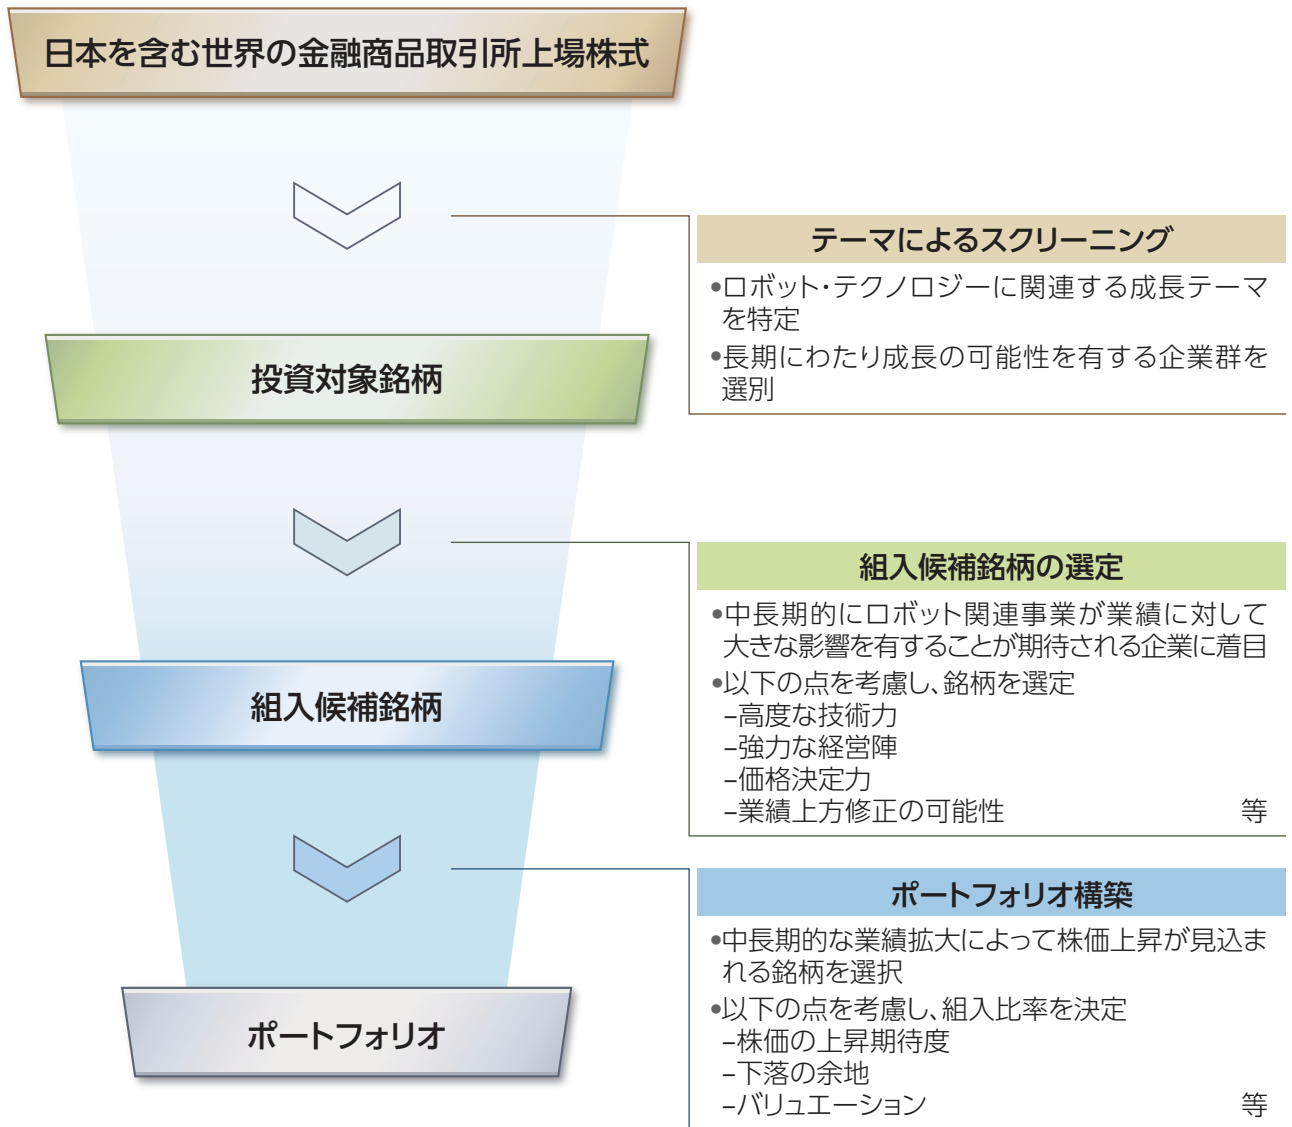 日本を含む世界の金融商品取引所上場株式
テーマによるスクリーニング
•ロボット・テクノロジーに関連する成長テーマ
を特定
•長期にわたり成長の可能性を有する企業群を
選別
投資対象銘柄
組入候補銘柄の選定
•中長期的にロボット関連事業が業績に対して
大きな影響を有することが期待される企業に着目
•以下の点を考慮し、銘柄を選定
–高度な技術力
–強力な経営陣
–価格決定力
–業績上方修正の可能性 等
組入候補銘柄
ポートフォリオ構築
•中長期的な業績拡大によって株価上昇が見込ま
れる銘柄を選択
•以下の点を考慮し、組入比率を決定
–株価の上昇期待度
–下落の余地
–バリュエーション 等
ポートフォリオ